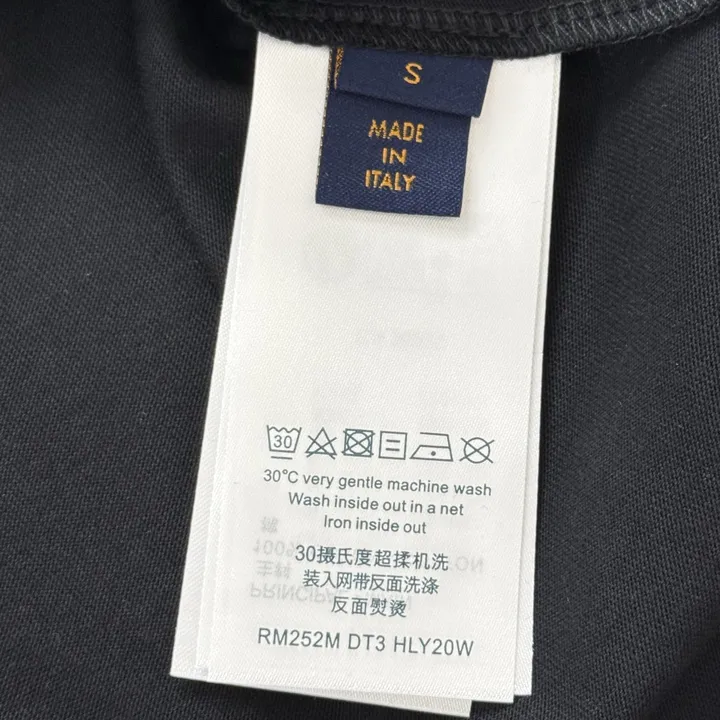 S
MADE
IN
ITALY
30
30°C very gentle machine wash
Wash inside out in a net
Iron inside out
30摄氏度超柔机洗
装入网带反面洗涤
反面熨烫
RM252M DT3 HLY20W